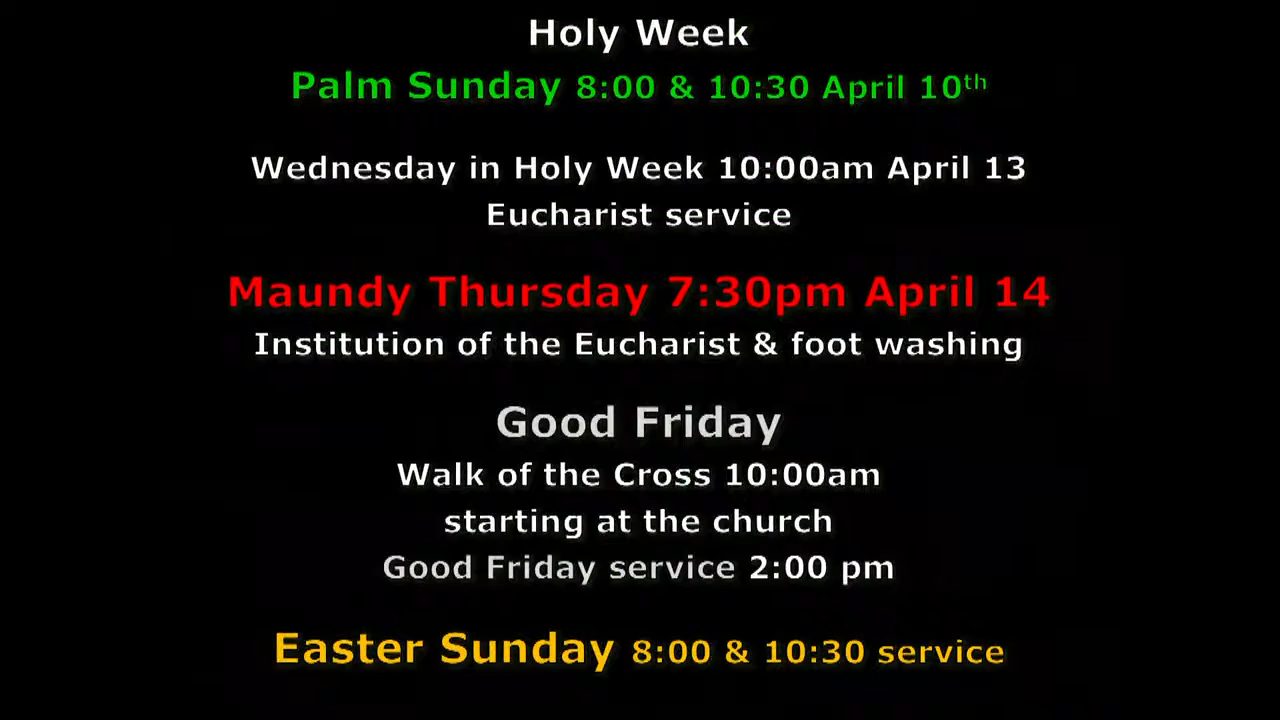 Holy Week
Palm Sunday 8:00 & 10:30 April 10th
Wednesday in Holy Week 10:00am April 13
Eucharist service
Maundy Thursday 7:30pm April 14
Institution of the Eucharist & foot washing
Good Friday
Walk of the Cross 10:00am
starting at the church
Good Friday service 2:00 pm
Easter Sunday 8:00 & 10:30 service